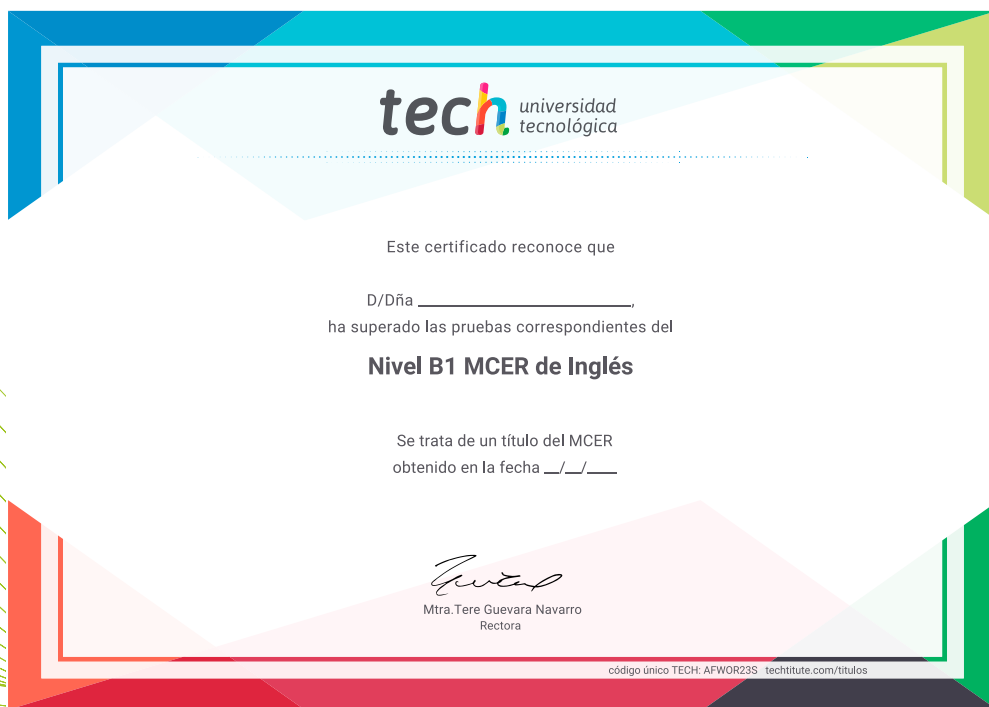 tech universidad
tecnológica
Este certificado reconoce que
D/Dña ____________________,
ha superado las pruebas correspondientes del
Nivel B1 MCER de Inglés
Se trata de un título del MCER
obtenido en la fecha __/__/____
Mtra.Tere Guevara Navarro
Rectora
código único TECH: AFWOR23S techtitute.com/titulos